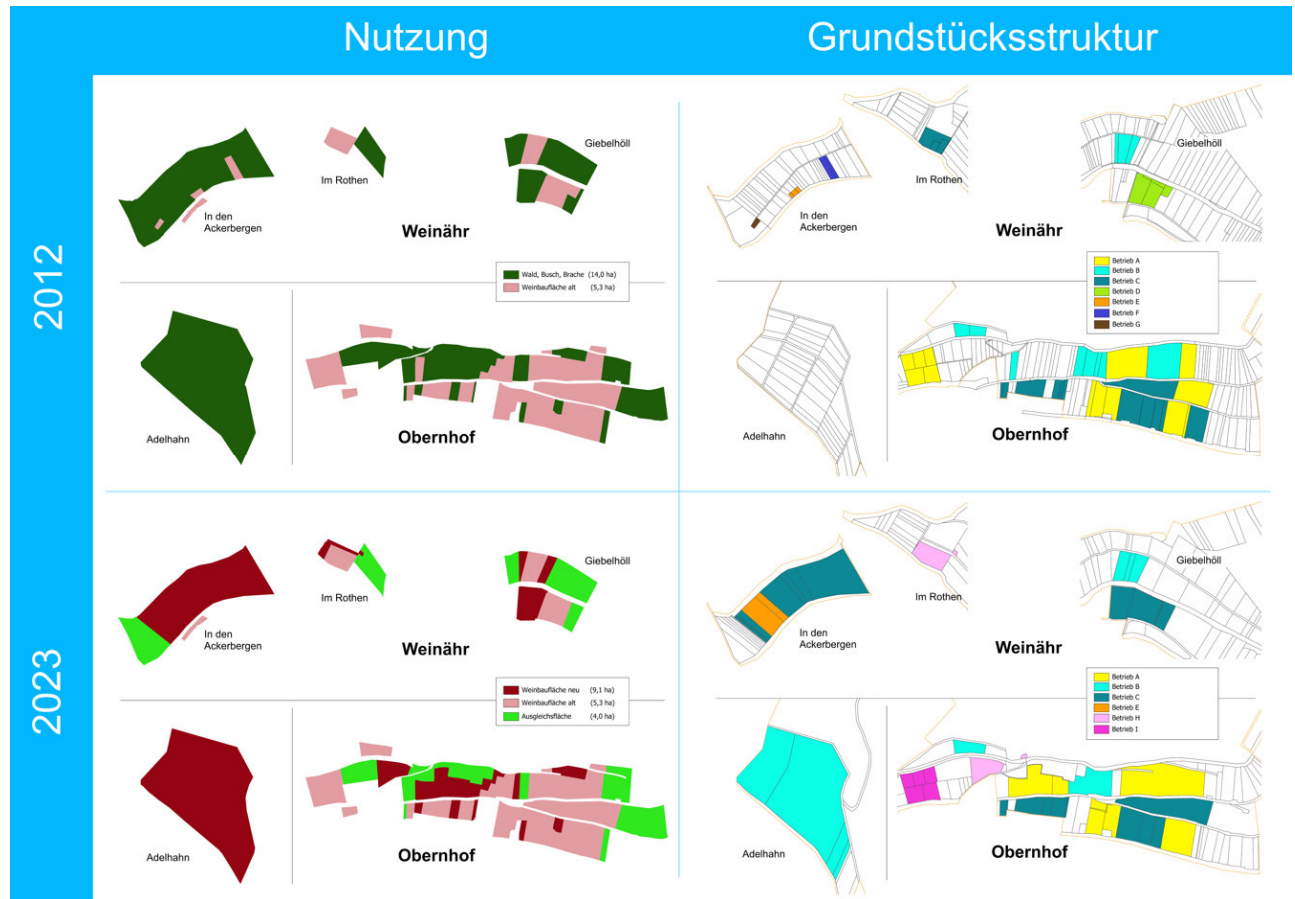 Nutzung
Grundstücksstruktur
2012
Im Rothen
Giebelhöll
In den
Ackerbergen
Weinähr
Wald, Busch, Brache (14,0 ha)
Weinbaufläche alt (5,3 ha)
Adelhahn
Obernhof
Im Rothen
Giebelhöll
In den
Ackerbergen
Weinähr
Betrieb A
Betrieb B
Betrieb C
Betrieb D
Betrieb E
Betrieb F
Betrieb G
Adelhahn
Obernhof
2023
Im Rothen
Giebelhöll
In den
Ackerbergen
Weinähr
Weinbaufläche neu (9,1 ha)
Weinbaufläche alt (5,3 ha)
Ausgleichsfläche (4,0 ha)
Adelhahn
Obernhof
Im Rothen
Giebelhöll
In den
Ackerbergen
Weinähr
Betrieb A
Betrieb B
Betrieb C
Betrieb E
Betrieb H
Betrieb I
Adelhahn
Obernhof